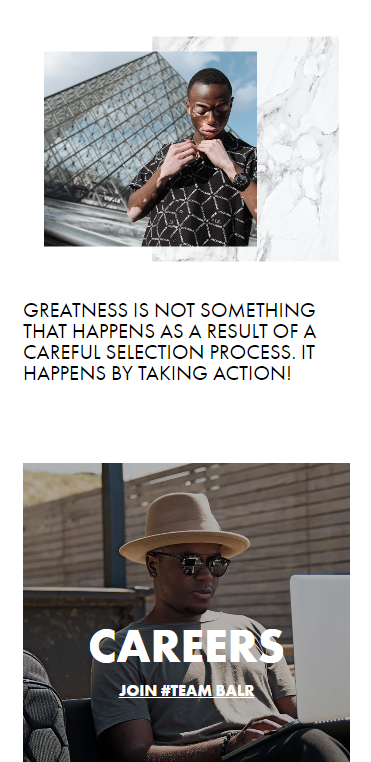 GREATNESS IS NOT SOMETHING
THAT HAPPENS AS A RESULT OF A
CAREFUL SELECTION PROCESS. IT
HAPPENS BY TAKING ACTION!
CAREERS
JOIN #TEAM BALR